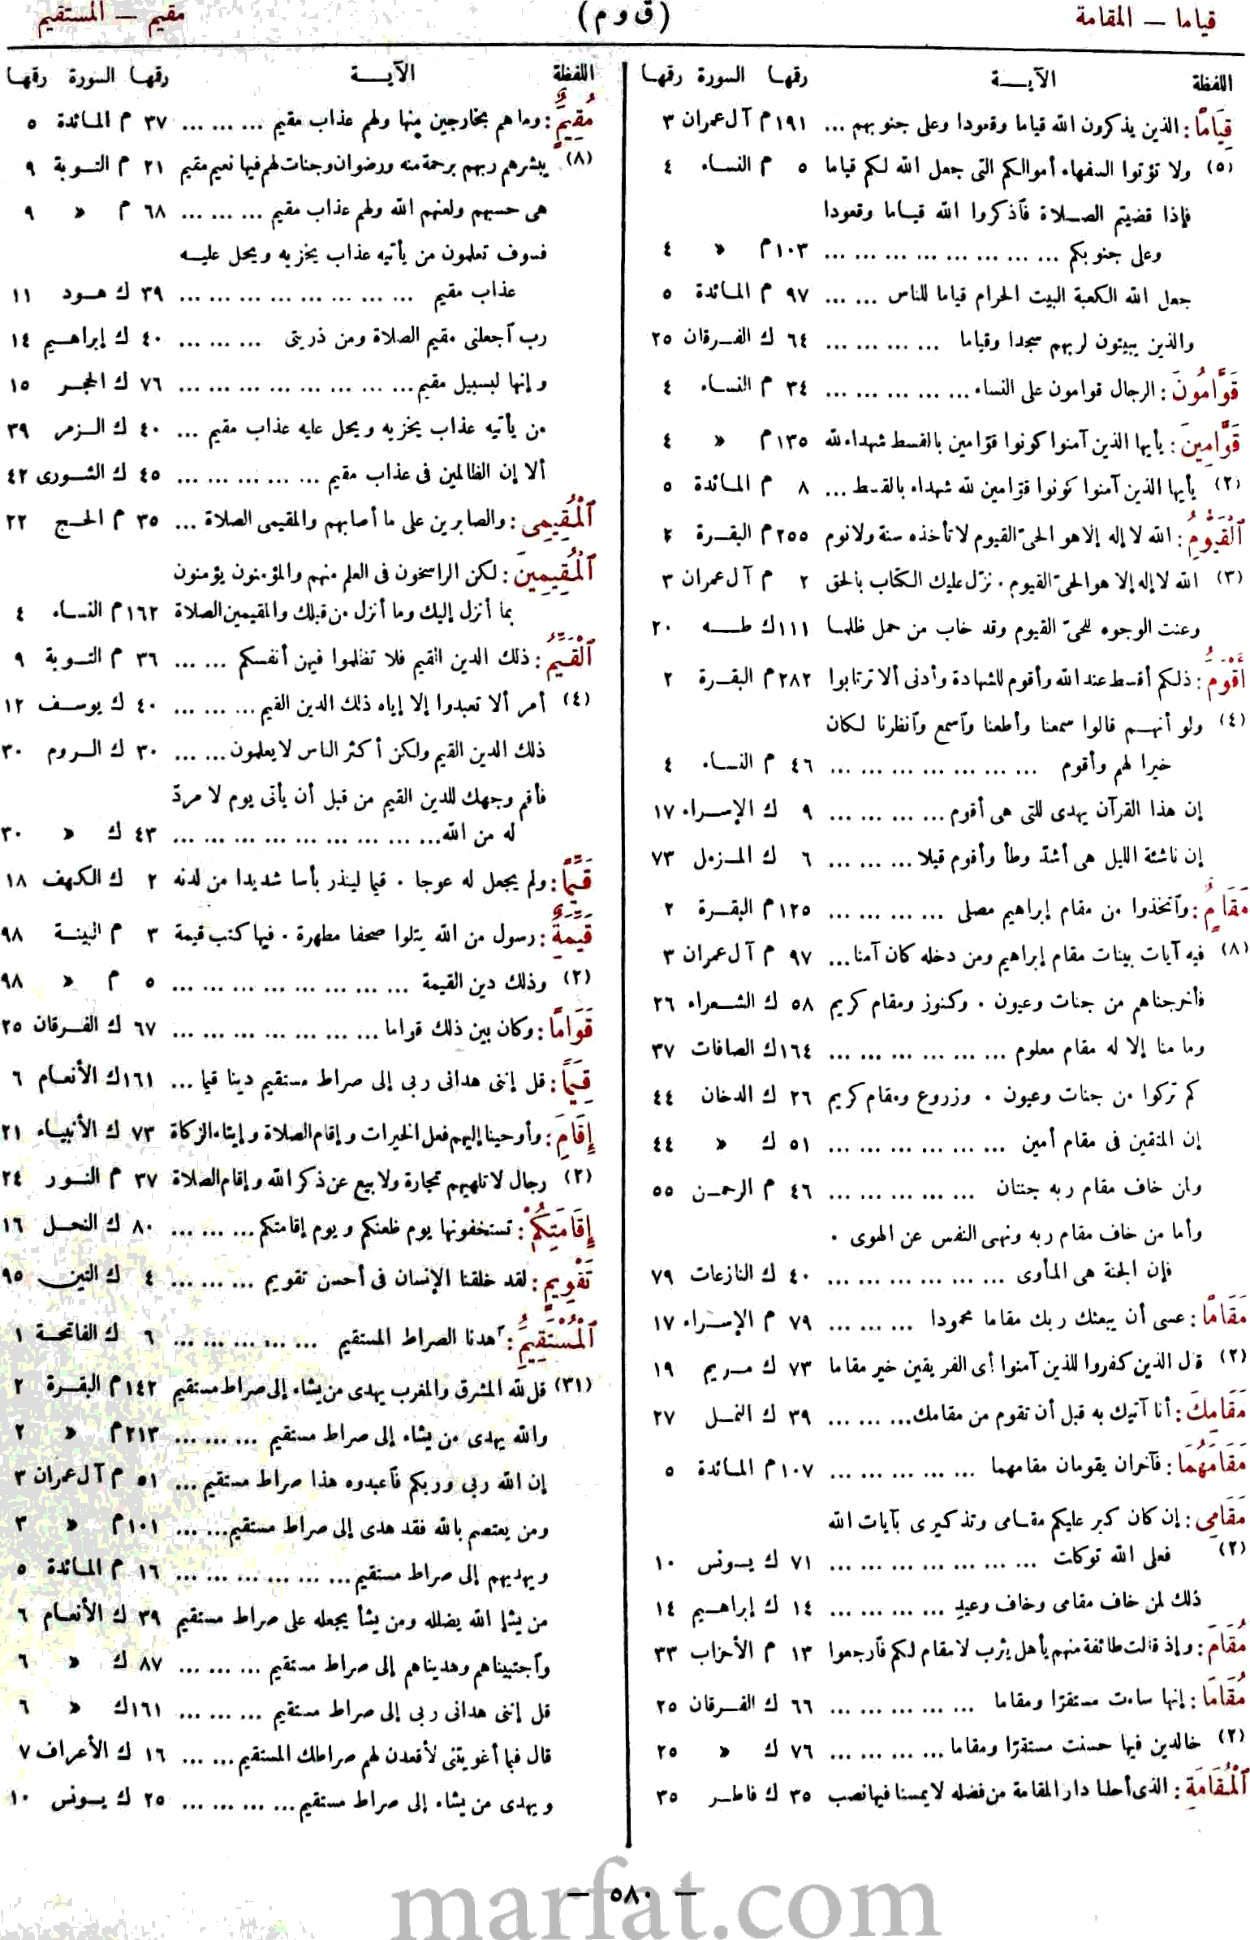 قياما — المقامة
(ق و م)
مقيم — المستقيم
اللفظة الآيــة رقمها السورة رقمها
قِيَامًا : الذين يذكرون الله قياما وقعودا وعلى جنوبهم ... ١٩١ م آل عمران ٣
(٥) ولا تؤتوا السفهاء أموالكم التى جعل الله لكم قياما ٥ م النساء ٤
فإذا قضيتم الصلاة فآذكروا الله قياما وقعودا
وعلى جنوبكم ... ... ... ... ... ... ... ... ١٠٣ م » ٤
جعل الله الكعبة البيت الحرام قياما للناس ... ... ٩٧ م المائدة ٥
والذين يبيتون لربهم سجدا وقياما ... ... ... ... ٦٤ ك الفرقان ٢٥
قَوَّامُونَ : الرجال قوامون على النساء ... ... ... ... ... ٣٤ م النساء ٤
قَوَّامِينَ : يأيها الذين آمنوا كونوا قوّامين بالقسط شهداء لله ١٣٥ م » ٤
(٢) يأيها الذين آمنوا كونوا قوّامين لله شهداء بالقسط ... ٨ م المائدة ٥
ٱلْقَيُّومُ : الله لا إله إلا هو الحىّ القيوم لا تأخذه سنة ولا نوم ٢٥٥ م البقرة ٢
(٣) الله لا إله إلا هو الحىّ القيوم . نزّل عليك الكتاب بالحق ٢ م آل عمران ٣
وعنت الوجوه للحىّ القيوم وقد خاب من حمل ظلما ١١١ ك طه ٢٠
أَقْوَمُ : ذلكم أقسط عند الله وأقوم للشهادة وأدنى ألا ترتابوا ٢٨٢ م البقرة ٢
(٤) ولو أنهم قالوا سمعنا وأطعنا وآسمع وآنظرنا لكان
خيرا لهم وأقوم ... ... ... ... ... ... ... ٤٦ م النساء ٤
إن هذا القرآن يهدى للتى هى أقوم ... ... ... ... ٩ ك الإسراء ١٧
إن ناشئة الليل هى أشدّ وطأ وأقوم قيلا ... ... ... ٦ ك المزمل ٧٣
مَقَامُ : وآتخذوا من مقام إبراهيم مصلى ... ... ... ... ١٢٥ م البقرة ٢
(٨) فيه آيات بينات مقام إبراهيم ومن دخله كان آمنا ... ٩٧ م آل عمران ٣
فأخرجناهم من جنات وعيون . وكنوز ومقام كريم ٥٨ ك الشعراء ٢٦
وما منا إلا له مقام معلوم ... ... ... ... ... ... ١٦٤ ك الصافات ٣٧
كم تركوا من جنات وعيون . وزروع ومقام كريم ٢٦ ك الدخان ٤٤
إن المتقين فى مقام أمين ... ... ... ... ... ... ٥١ ك » ٤٤
ولمن خاف مقام ربه جنتان ... ... ... ... ... ٤٦ م الرحمن ٥٥
وأما من خاف مقام ربه ونهى النفس عن الهوى .
فإن الجنة هى المأوى ... ... ... ... ... ... ٤٠ ك النازعات ٧٩
مَقَامًا : عسى أن يبعثك ربك مقاما محمودا ... ... ... ٧٩ م الإسراء ١٧
(٢) قال الذين كفروا للذين آمنوا أى الفريقين خير مقاما ٧٣ ك مريم ١٩
مَقَامِكَ : أنا آتيك به قبل أن تقوم من مقامك ... ... ... ٣٩ ك النمل ٢٧
مَقَامَهُمَا : فآخران يقومان مقامهما ... ... ... ... ... ١٠٧ م المائدة ٥
مَقَامِى : إن كان كبر عليكم مقامى وتذكيرى بآيات الله
(٢) فعلى الله توكلت ... ... ... ... ... ... ... ٧١ ك يونس ١٠
ذلك لمن خاف مقامى وخاف وعيد ... ... ... ... ١٤ ك إبراهيم ١٤
مُقَامَ : وإذ قالت طائفة منهم يأهل يثرب لا مقام لكم فآرجعوا ١٣ م الأحزاب ٣٣
مُقَامًا : إنها ساءت مستقرّا ومقاما ... ... ... ... ... ٦٦ ك الفرقان ٢٥
(٢) خالدين فيها حسنت مستقرّا ومقاما ... ... ... ... ٧٦ ك » ٢٥
ٱلْمُقَامَةِ : الذى أحلنا دار المقامة من فضله لا يمسنا فيها نصب ٣٥ ك فاطر ٣٥
اللفظة الآيــة رقمها السورة رقمها
مُقِيمٌ : وما هم بخارجين منها ولهم عذاب مقيم ... ... ... ٣٧ م المائدة ٥
(٨) يبشرهم ربهم برحمة منه ورضوان وجنات لهم فيها نعيم مقيم ٢١ م التوبة ٩
هى حسبهم ولعنهم الله ولهم عذاب مقيم ... ... ... ٦٨ م » ٩
فسوف تعلمون من يأتيه عذاب يخزيه ويحل عليه
عذاب مقيم ... ... ... ... ... ... ... ... ٣٩ ك هود ١١
رب آجعلنى مقيم الصلاة ومن ذريتى ... ... ... ٤٠ ك إبراهيم ١٤
وإنها لبسبيل مقيم ... ... ... ... ... ... ... ... ٧٦ ك الحجر ١٥
من يأتيه عذاب يخزيه ويحل عليه عذاب مقيم ... ٤٠ ك الزمر ٣٩
ألا إن الظالمين فى عذاب مقيم ... ... ... ... ... ٤٥ ك الشورى ٤٢
ٱلْمُقِيمِى : والصابرين على ما أصابهم والمقيمى الصلاة ... ٣٥ م الحج ٢٢
ٱلْمُقِيمِينَ : لكن الراسخون فى العلم منهم والمؤمنون يؤمنون
بما أنزل إليك وما أنزل من قبلك والمقيمين الصلاة ١٦٢ م النساء ٤
ٱلْقَيِّمُ : ذلك الدين القيم فلا تظلموا فيهن أنفسكم ... ... ٣٦ م التوبة ٩
(٤) أمر ألا تعبدوا إلا إياه ذلك الدين القيم ... ... ... ٤٠ ك يوسف ١٢
ذلك الدين القيم ولكن أكثر الناس لا يعلمون ... ... ٣٠ ك الروم ٣٠
فأقم وجهك للدين القيم من قبل أن يأتى يوم لا مردّ
له من الله ... ... ... ... ... ... ... ... ... ٤٣ ك » ٣٠
قَيِّمًا : ولم يجعل له عوجا . قيما لينذر بأسا شديدا من لدنه ٢ ك الكهف ١٨
قَيِّمَةٌ : رسول من الله يتلوا صحفا مطهرة . فيها كتب قيمة ٣ م البينة ٩٨
(٢) وذلك دين القيمة ... ... ... ... ... ... ... ... ٥ م » ٩٨
قَوَامًا : وكان بين ذلك قواما ... ... ... ... ... ... ... ٦٧ ك الفرقان ٢٥
قِيَمًا : قل إننى هدانى ربى إلى صراط مستقيم دينا قيما ... ١٦١ ك الأنعام ٦
إِقَامَ : وأوحينا إليهم فعل الخيرات وإقام الصلاة وإيتاء الزكاة ٧٣ ك الأنبياء ٢١
(٢) رجال لا تلهيهم تجارة ولا بيع عن ذكر الله وإقام الصلاة ٣٧ م النور ٢٤
إِقَامَتِكُمْ : تستخفونها يوم ظعنكم ويوم إقامتكم ... ... ... ٨٠ ك النحل ١٦
تَقْوِيمٍ : لقد خلقنا الإنسان فى أحسن تقويم ... ... ... ٤ ك التين ٩٥
ٱلْمُسْتَقِيمَ : آهدنا الصراط المستقيم ... ... ... ... ... ... ٦ ك الفاتحة ١
(٣١) قل لله المشرق والمغرب يهدى من يشاء إلى صراط مستقيم ١٤٢ م البقرة ٢
والله يهدى من يشاء إلى صراط مستقيم ... ... ... ٢١٣ م » ٢
إن الله ربى وربكم فآعبدوه هذا صراط مستقيم ... ٥١ م آل عمران ٣
ومن يعتصم بالله فقد هدى إلى صراط مستقيم ... ... ١٠١ م » ٣
ويهديهم إلى صراط مستقيم ... ... ... ... ... ... ١٦ م المائدة ٥
من يشإ الله يضلله ومن يشأ يجعله على صراط مستقيم ٣٩ ك الأنعام ٦
وآجتبيناهم وهديناهم إلى صراط مستقيم ... ... ... ٨٧ ك » ٦
قل إننى هدانى ربى إلى صراط مستقيم ... ... ... ١٦١ ك » ٦
قال فبما أغويتنى لأقعدن لهم صراطك المستقيم ... ... ١٦ ك الأعراف ٧
ويهدى من يشاء إلى صراط مستقيم ... ... ... ... ٢٥ ك يونس ١٠
— ٥٨٠ —
marfat.com